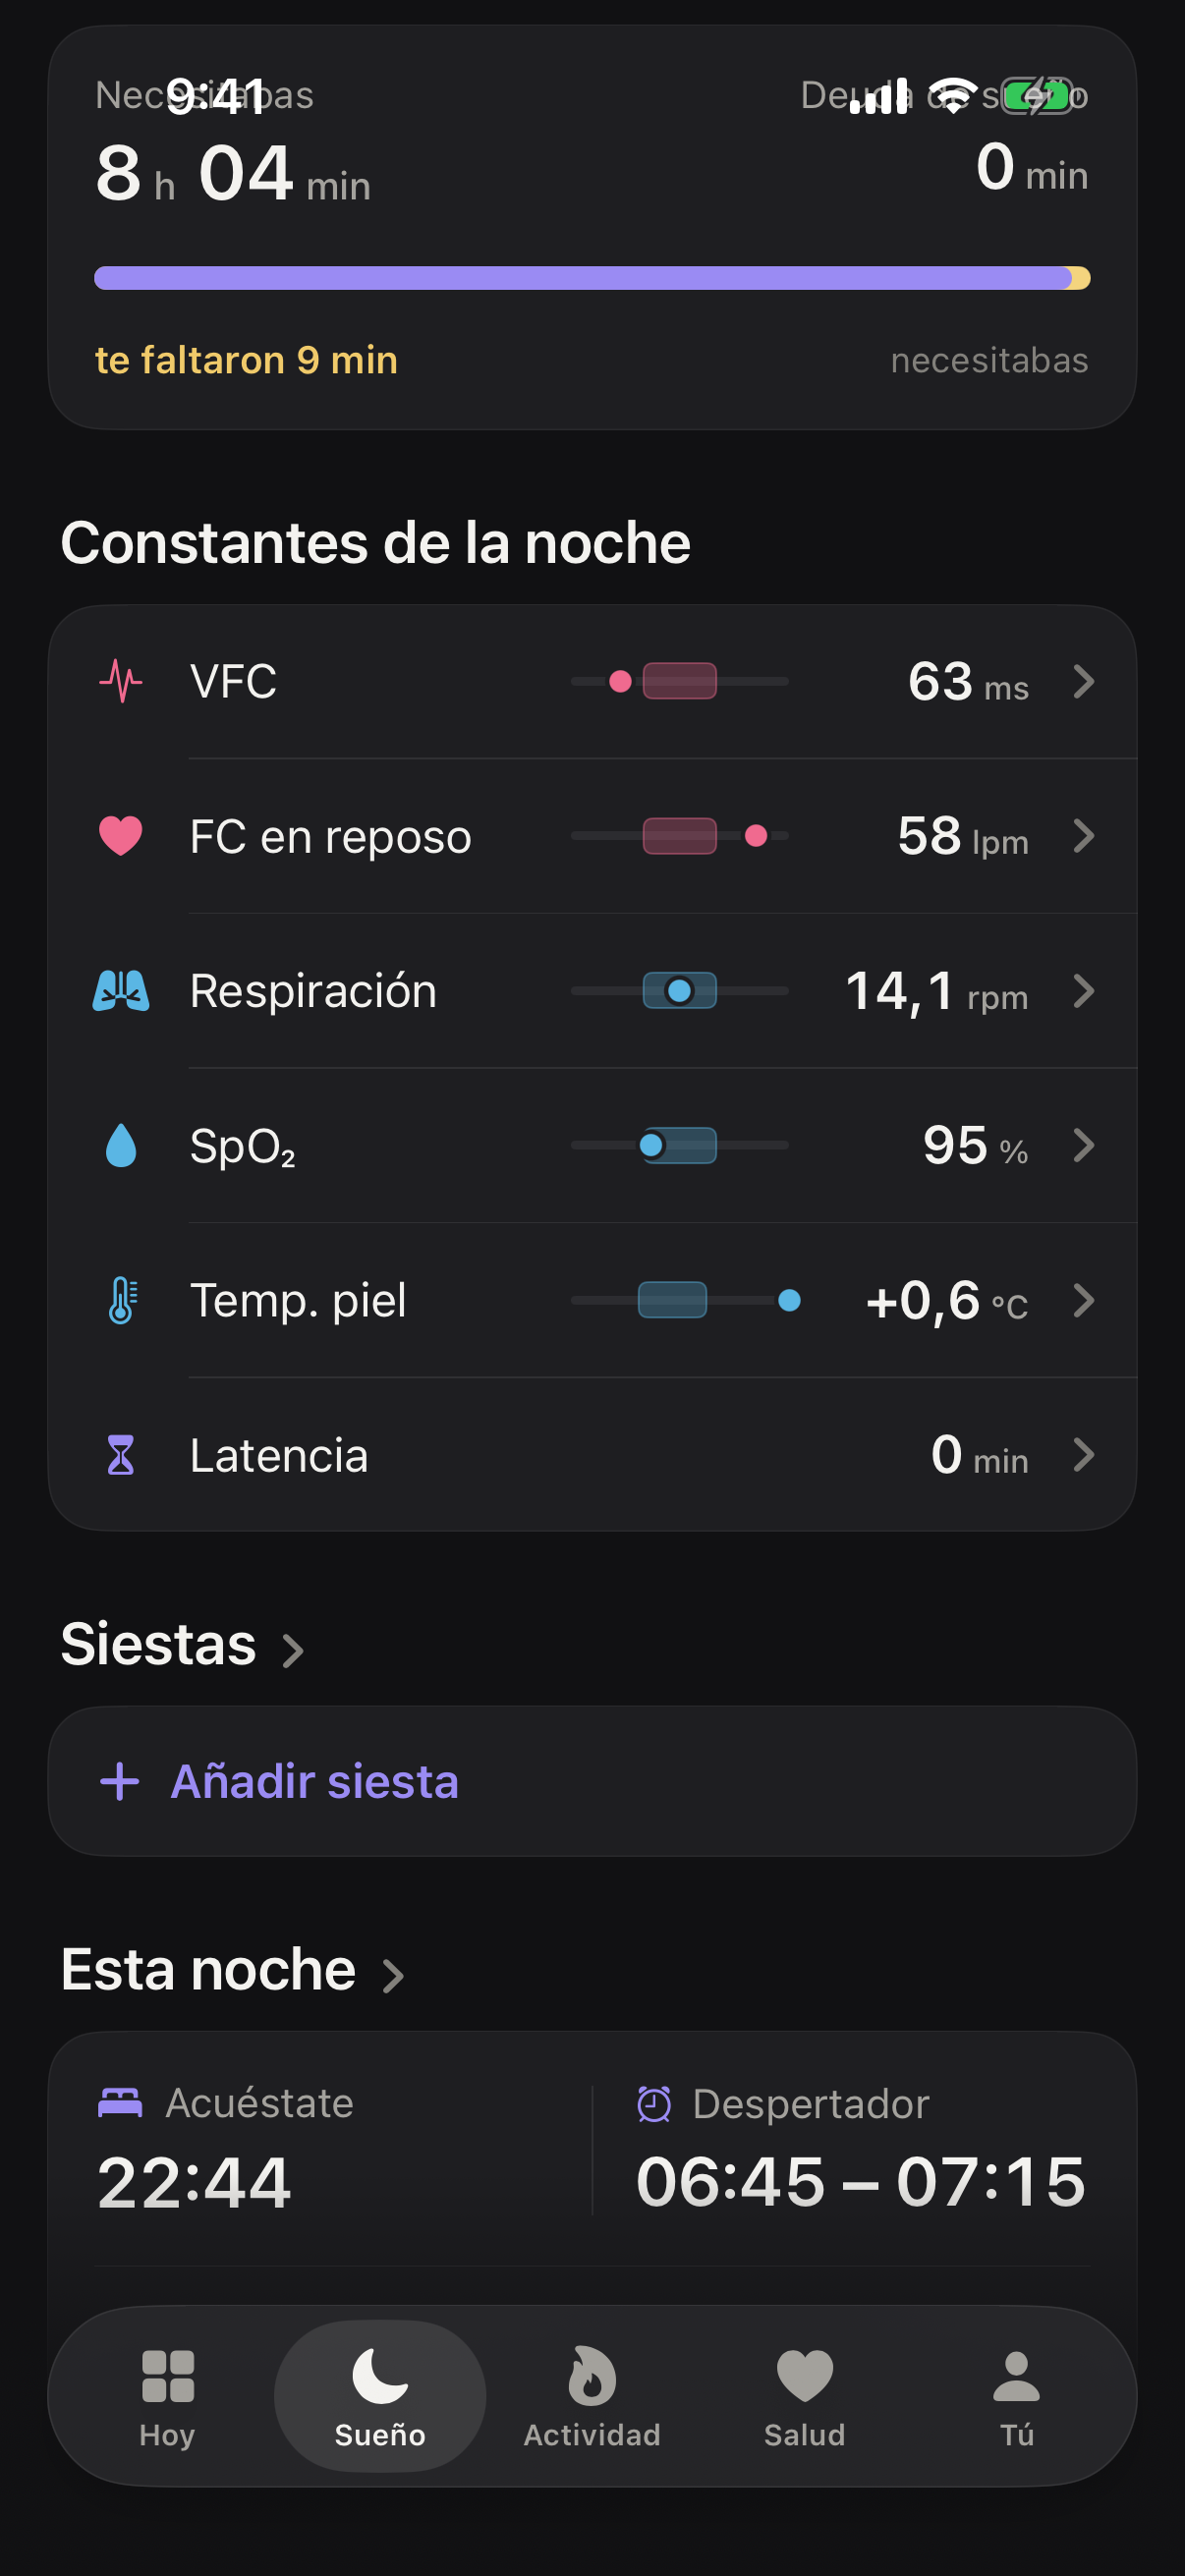 9:41
Necesitabas
Deuda de sueño
8 h 04 min
0 min
te faltaron 9 min
necesitabas
Constantes de la noche
VFC
63 ms
FC en reposo
58 lpm
Respiración
14,1 rpm
SpO₂
95 %
Temp. piel
+0,6 °C
Latencia
0 min
Siestas
Añadir siesta
Esta noche
Acuéstate
Despertador
22:44
06:45 – 07:15
Hoy
Sueño
Actividad
Salud
Tú